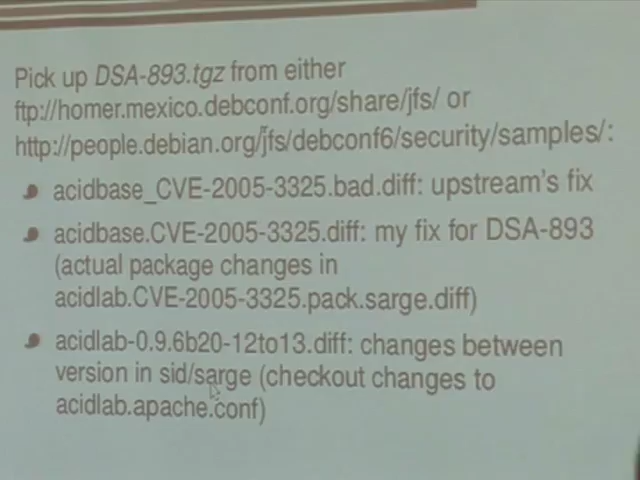 Pick up DSA-893.tgz from either
ftp://homer.mexico.debconf.org/share/jfs/ or
http://people.debian.org/jfs/debconf6/security/samples/:
acidbase_CVE-2005-3325.bad.diff: upstream's fix
acidbase.CVE-2005-3325.diff: my fix for DSA-893
(actual package changes in
acidlab.CVE-2005-3325.pack.sarge.diff)
acidlab-0.9.6b20-12to13.diff: changes between
version in sid/sarge (checkout changes to
acidlab.apache.conf)